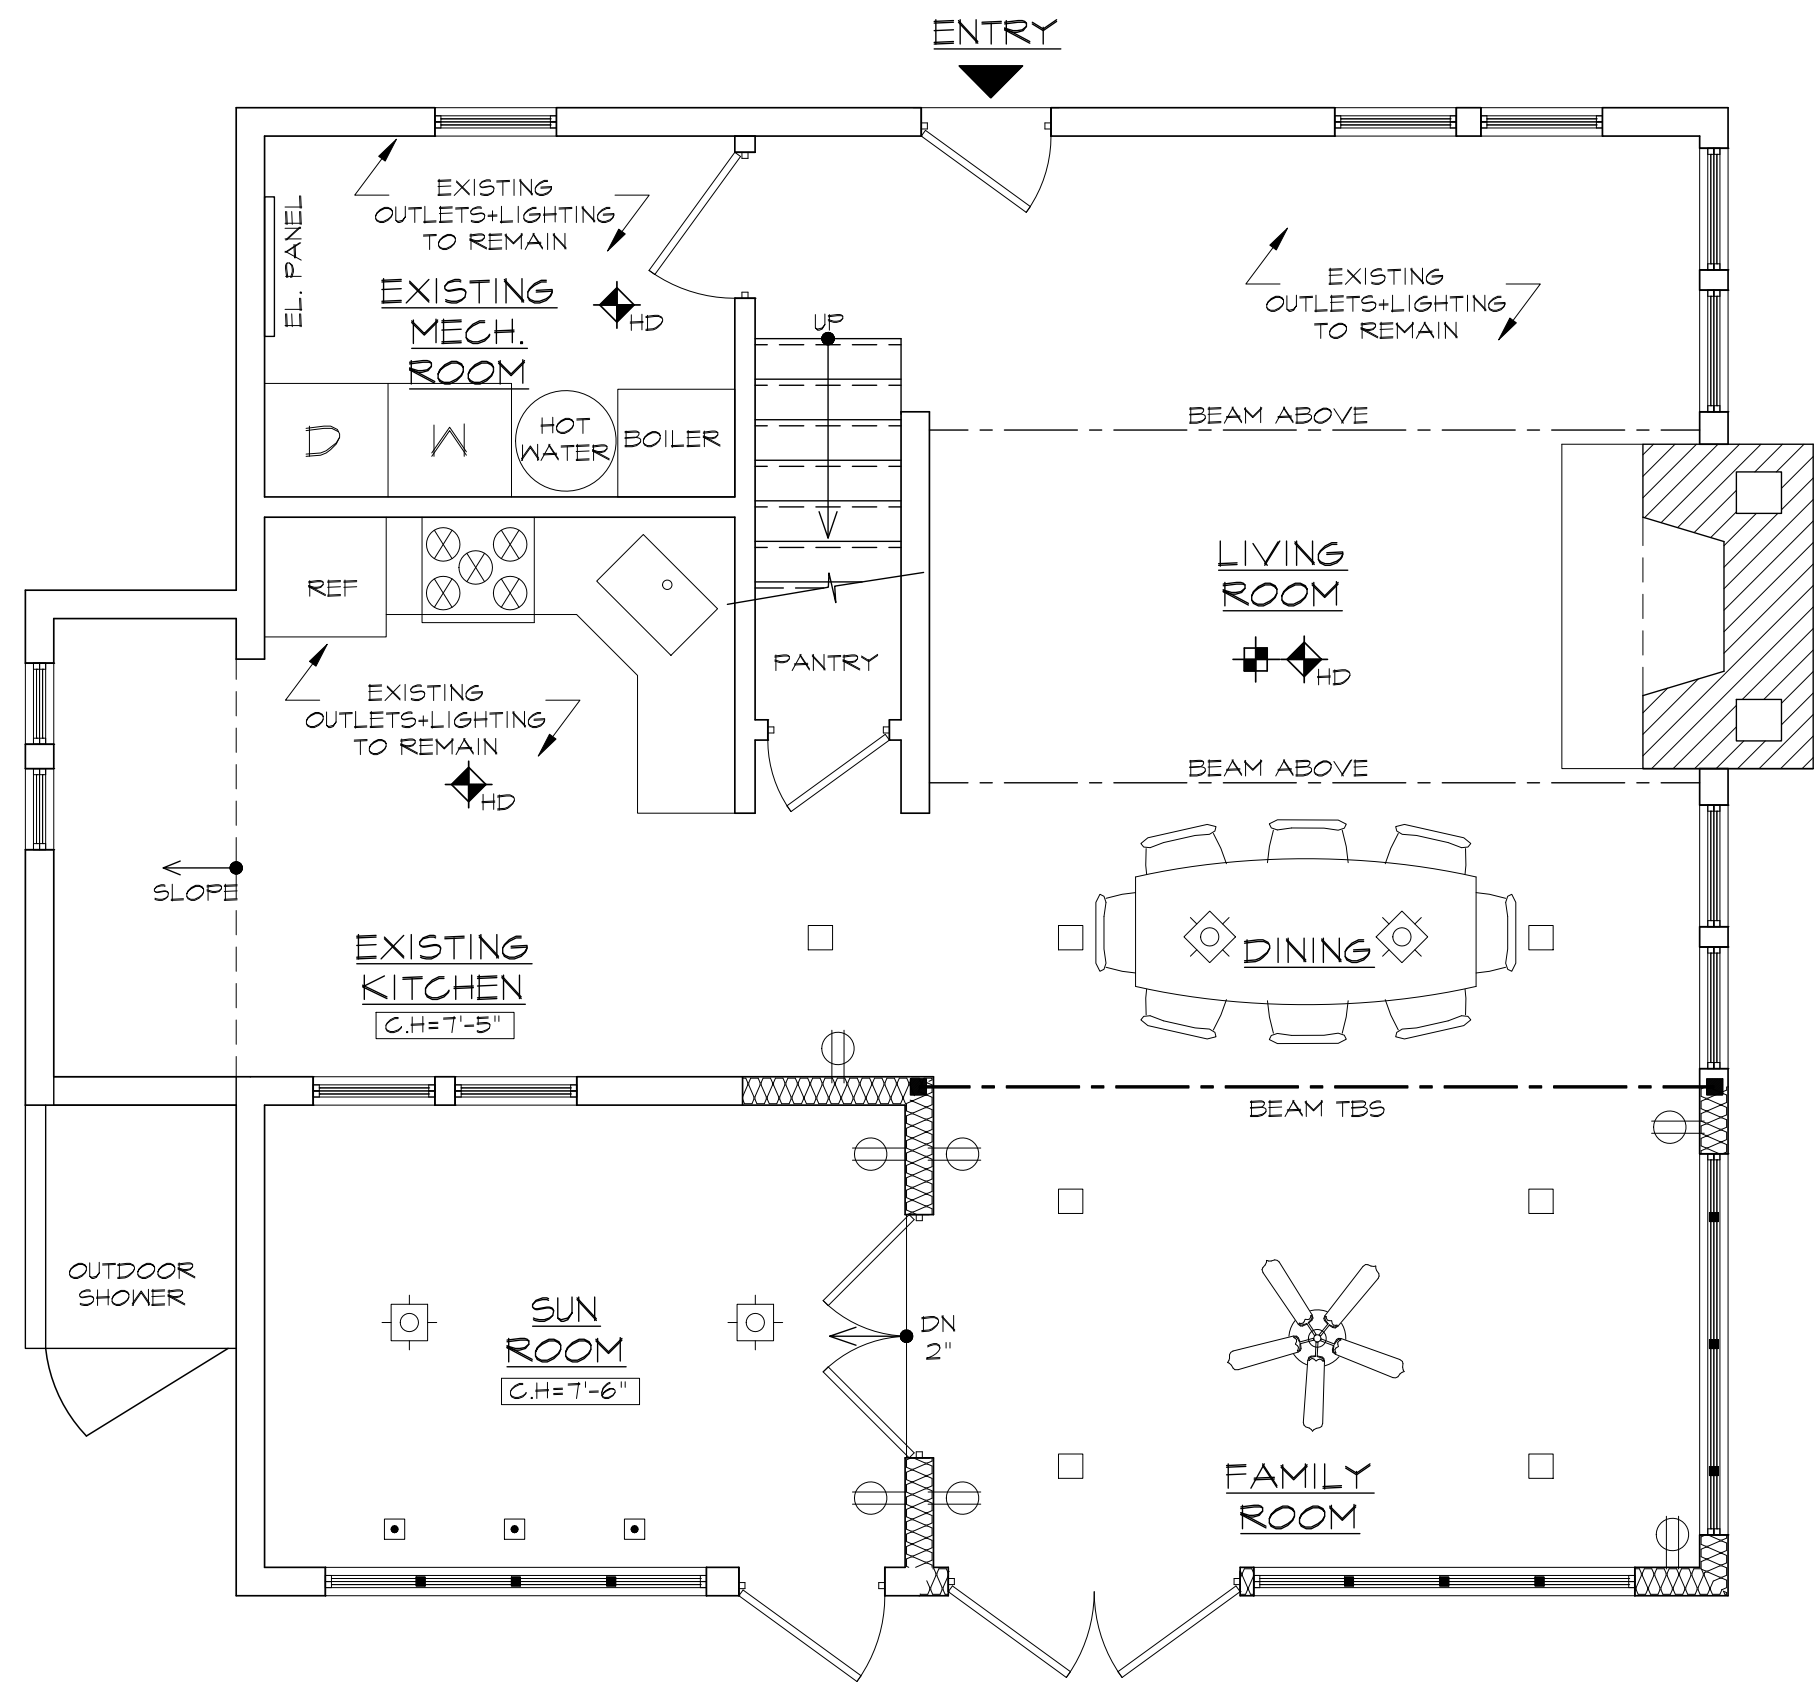 ENTRY
EXISTING
OUTLETS+LIGHTING
TO REMAIN
EL. PANEL
EXISTING
MECH.
ROOM
HD
UP
EXISTING
OUTLETS+LIGHTING
TO REMAIN
D
W
HOT
WATER
BOILER
BEAM ABOVE
REF
LIVING
ROOM
HD
PANTRY
EXISTING
OUTLETS+LIGHTING
TO REMAIN
HD
BEAM ABOVE
SLOPE
EXISTING
KITCHEN
C.H=7'-5"
DINING
BEAM TBS
OUTDOOR
SHOWER
SUN
ROOM
C.H=7'-6"
DN
2"
FAMILY
ROOM